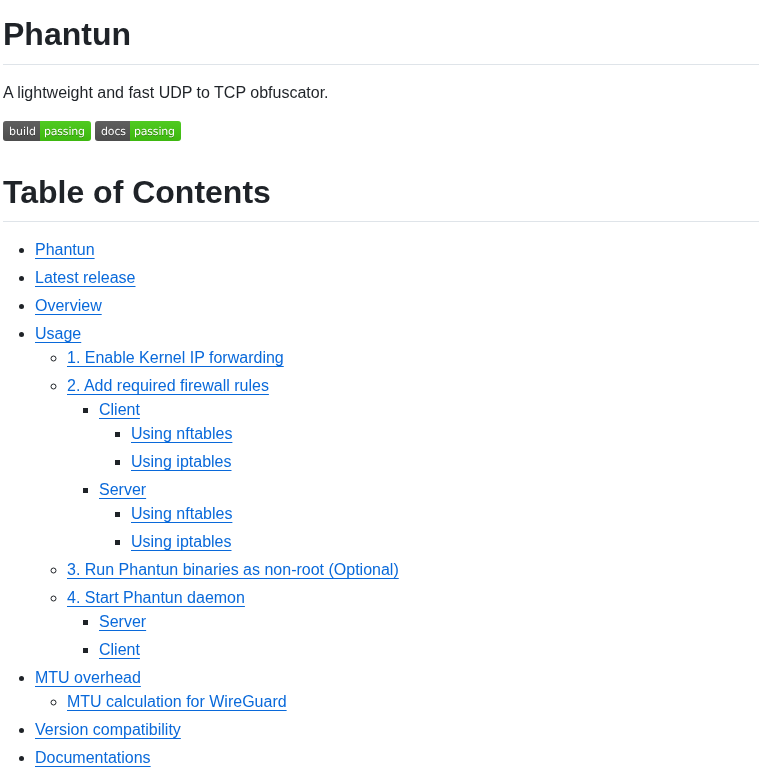 Phantun
A lightweight and fast UDP to TCP obfuscator.
build passing docs passing
Table of Contents
Phantun
Latest release
Overview
Usage
1. Enable Kernel IP forwarding
2. Add required firewall rules
Client
Using nftables
Using iptables
Server
Using nftables
Using iptables
3. Run Phantun binaries as non-root (Optional)
4. Start Phantun daemon
Server
Client
MTU overhead
MTU calculation for WireGuard
Version compatibility
Documentations